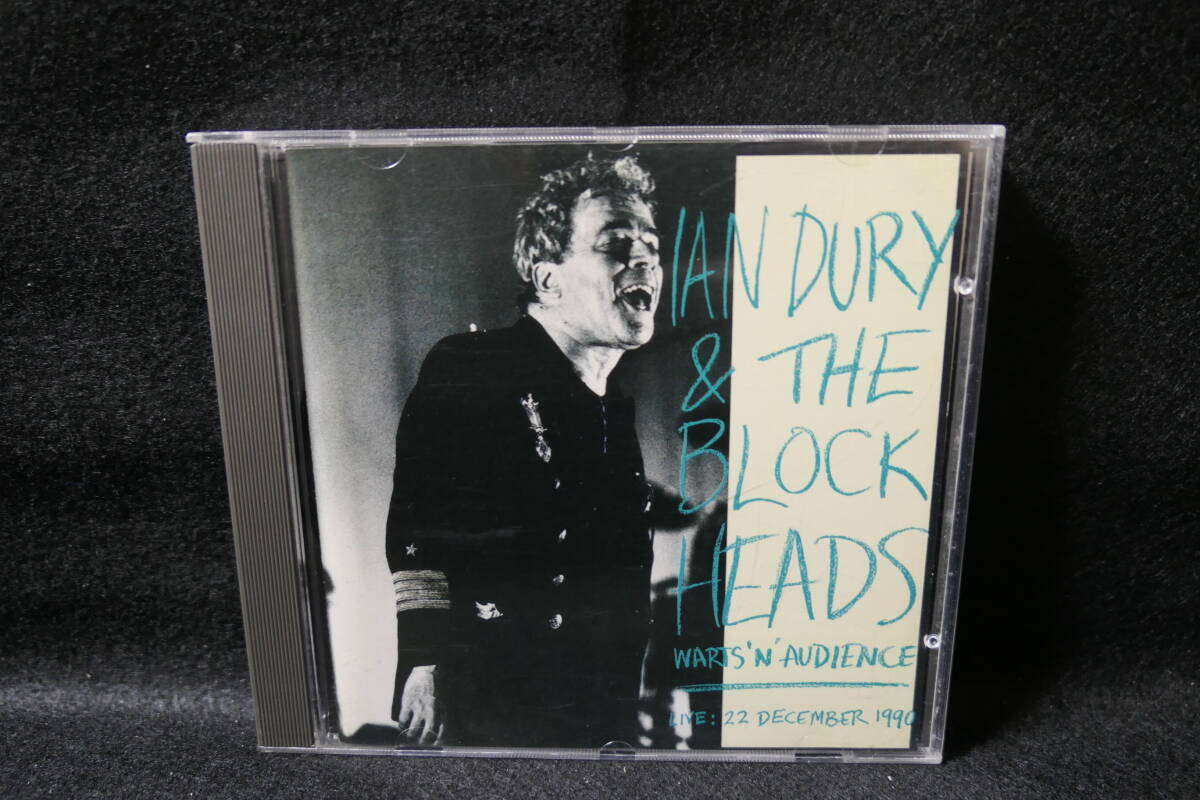 IAN DURY
& THE
BLOCK
HEADS
WARTS 'N' AUDIENCE
LIVE: 22 DECEMBER 1990